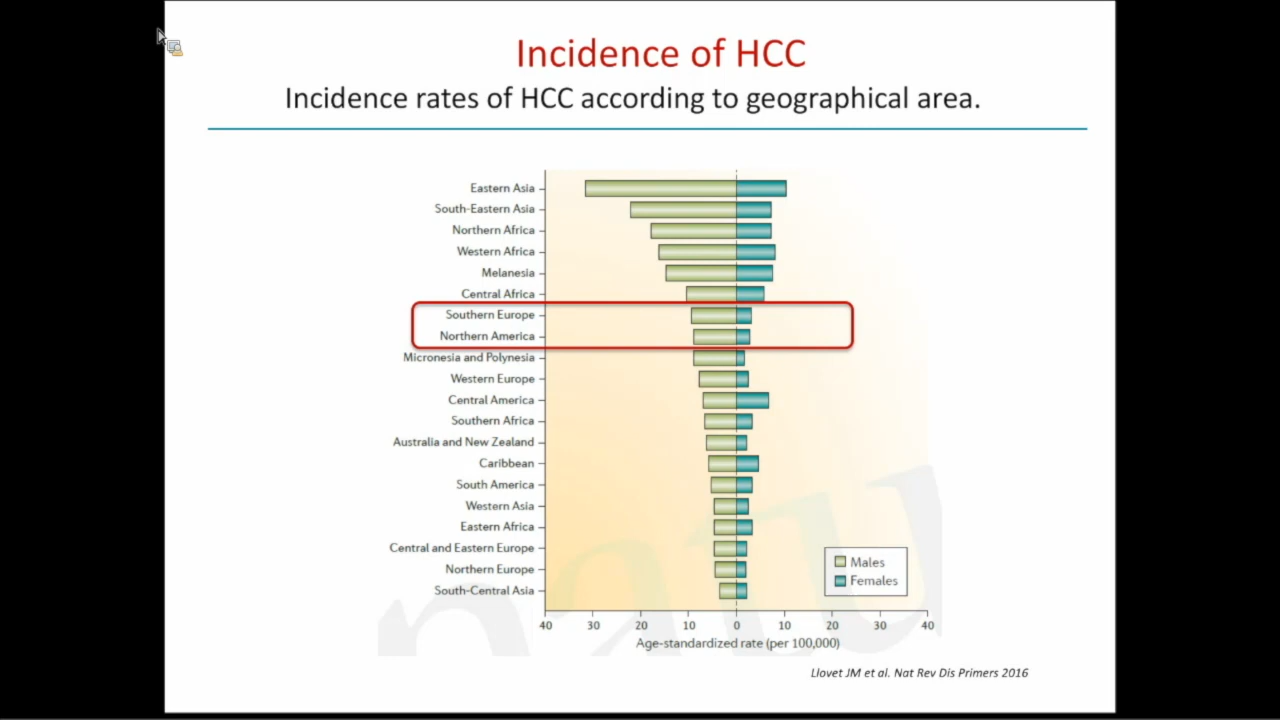 Incidence of HCC
Incidence rates of HCC according to geographical area.
Eastern Asia
South-Eastern Asia
Northern Africa
Western Africa
Melanesia
Central Africa
Southern Europe
Northern America
Micronesia and Polynesia
Western Europe
Central America
Southern Africa
Australia and New Zealand
Caribbean
South America
Western Asia
Eastern Africa
Central and Eastern Europe
Northern Europe
South-Central Asia
Males
Females
40 30 20 10 0 10 20 30 40
Age-standardized rate (per 100,000)
Llovet JM et al. Nat Rev Dis Primers 2016